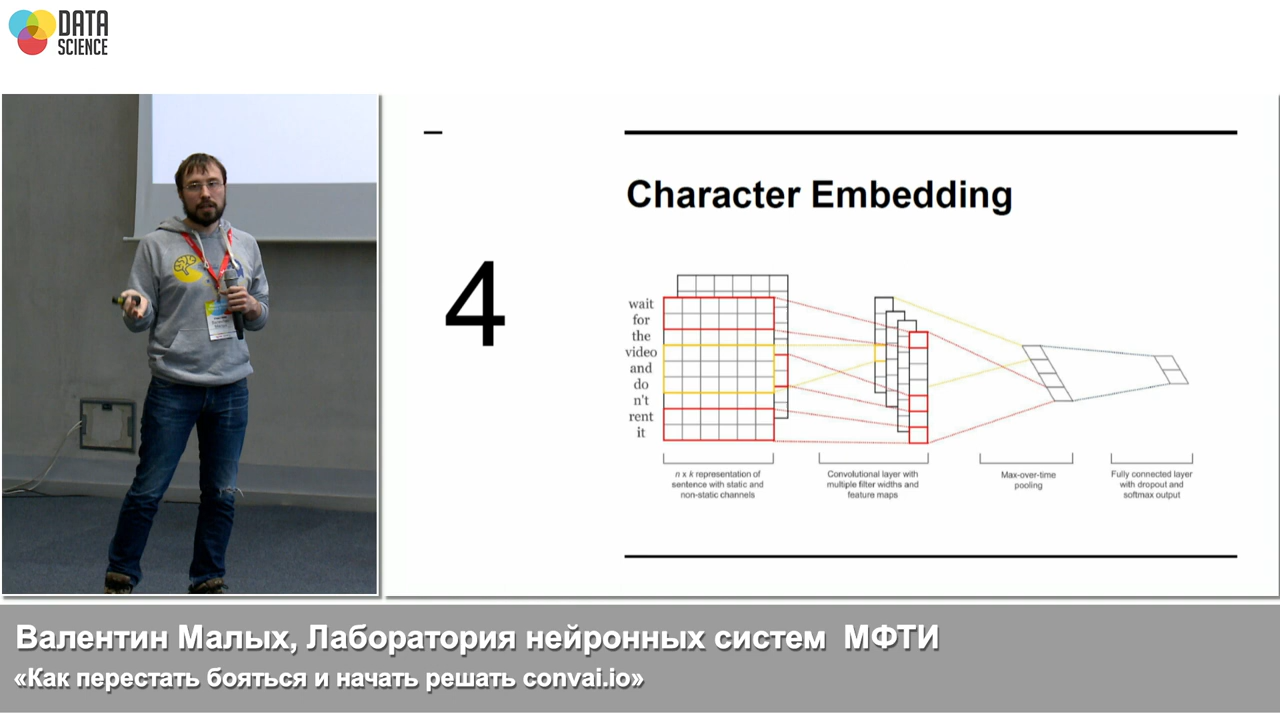 DATA
SCIENCE
4
Character Embedding
wait
for
the
video
and
do
n't
rent
it
n x k representation of
sentence with static and
non-static channels
Convolutional layer with
multiple filter widths and
feature maps
Max-over-time
pooling
Fully connected layer
with dropout and
softmax output
Валентин Малых, Лаборатория нейронных систем МФТИ
«Как перестать бояться и начать решать convai.io»